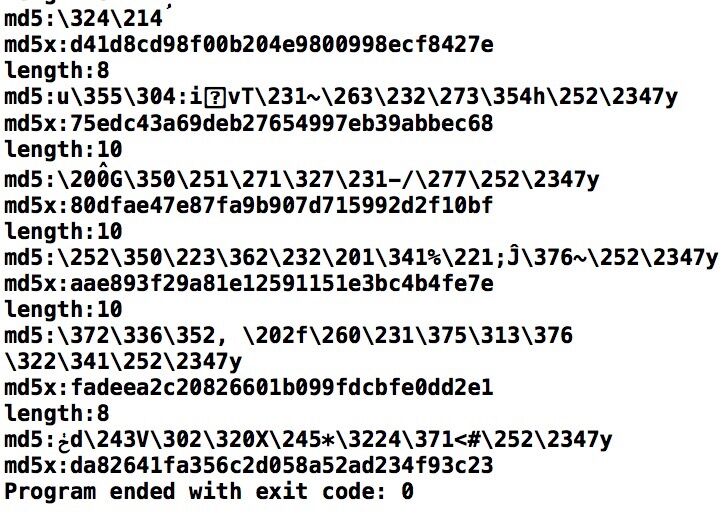 md5:\324\214
md5x:d41d8cd98f00b204e9800998ecf8427e
length:8
md5:u\355\304:i⍰vT\231~\263\232\273\354h\252\2347y
md5x:75edc43a69deb27654997eb39abbec68
length:10
md5:\200߮G\350\251\271\327\231-/\277\252\2347y
md5x:80dfae47e87fa9b907d715992d2f10bf
length:10
md5:\252\350\223\362\232\201\341%\221;Ĵ\376~\252\2347y
md5x:aae893f29a81e12591151e3bc4b4fe7e
length:10
md5:\372\336\352, \202f\260\231\375\313\376
\322\341\252\2347y
md5x:fadeea2c20826601b099fdcbfe0dd2e1
length:8
md5:ڂd\243V\302\320X\245*\3224\371<#\252\2347y
md5x:da82641fa356c2d058a52ad234f93c23
Program ended with exit code: 0